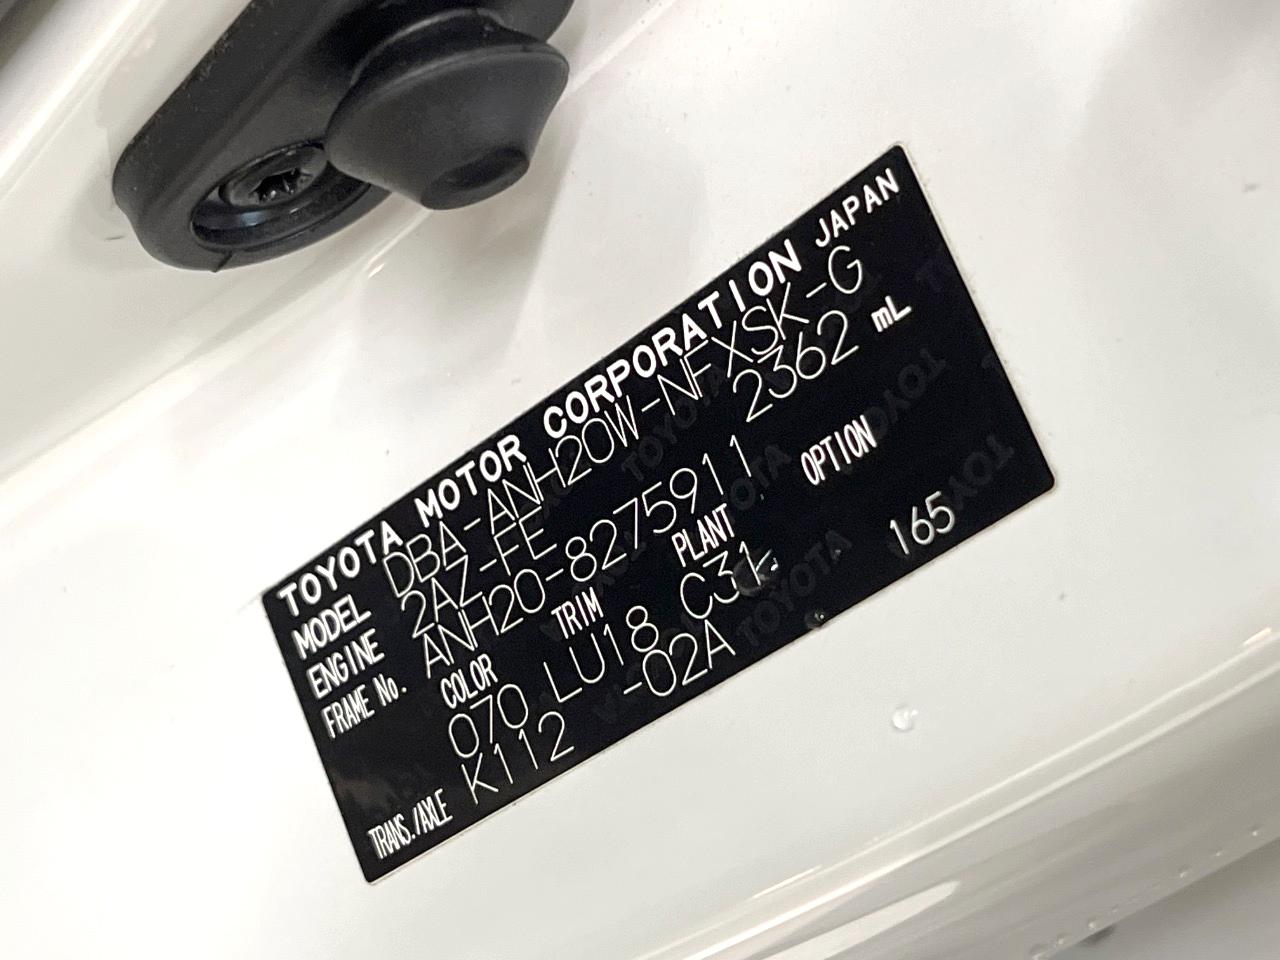 TOYOTA MOTOR CORPORATION JAPAN
MODEL DBA-ANH20W-NFXSK-G
ENGINE 2AZ-FE 2362 mL
FRAME No. ANH20-8275911
COLOR TRIM PLANT OPTION
070 LU18 C31 165
TRANS./AXLE K112 -02A